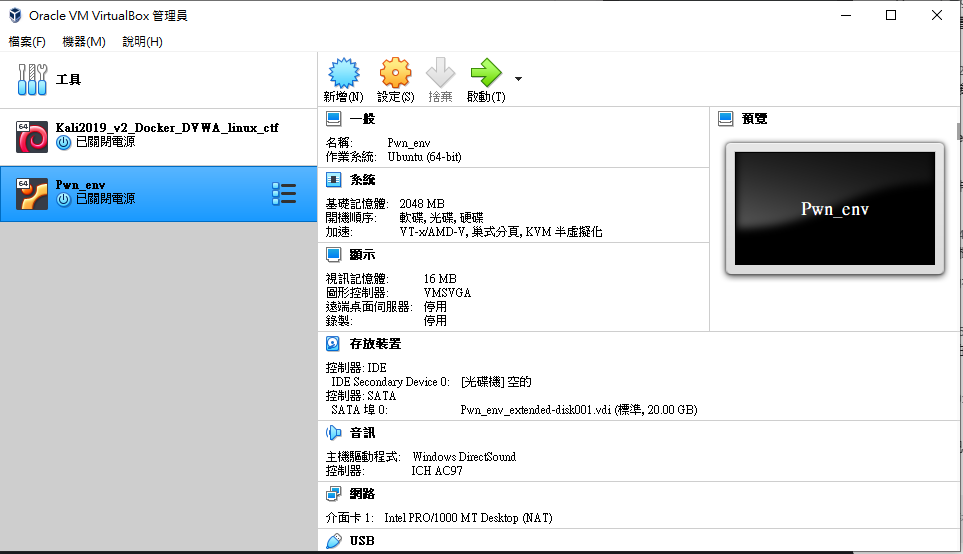 Oracle VM VirtualBox 管理員
檔案(F) 機器(M) 說明(H)
工具
64
Kali2019_v2_Docker_DVWA_linux_ctf
已關閉電源
64
Pwn_env
已關閉電源
新增(N) 設定(S) 捨棄 啟動(T)
一般
名稱: Pwn_env
作業系統: Ubuntu (64-bit)
系統
基礎記憶體: 2048 MB
開機順序: 軟碟, 光碟, 硬碟
加速: VT-x/AMD-V, 巢式分頁, KVM 半虛擬化
顯示
視訊記憶體: 16 MB
圖形控制器: VMSVGA
遠端桌面伺服器: 停用
錄製: 停用
存放裝置
控制器: IDE
IDE Secondary Device 0: [光碟機] 空的
控制器: SATA
SATA 埠 0: Pwn_env_extended-disk001.vdi (標準, 20.00 GB)
音訊
主機驅動程式: Windows DirectSound
控制器: ICH AC97
網路
介面卡 1: Intel PRO/1000 MT Desktop (NAT)
USB
預覽
Pwn_env